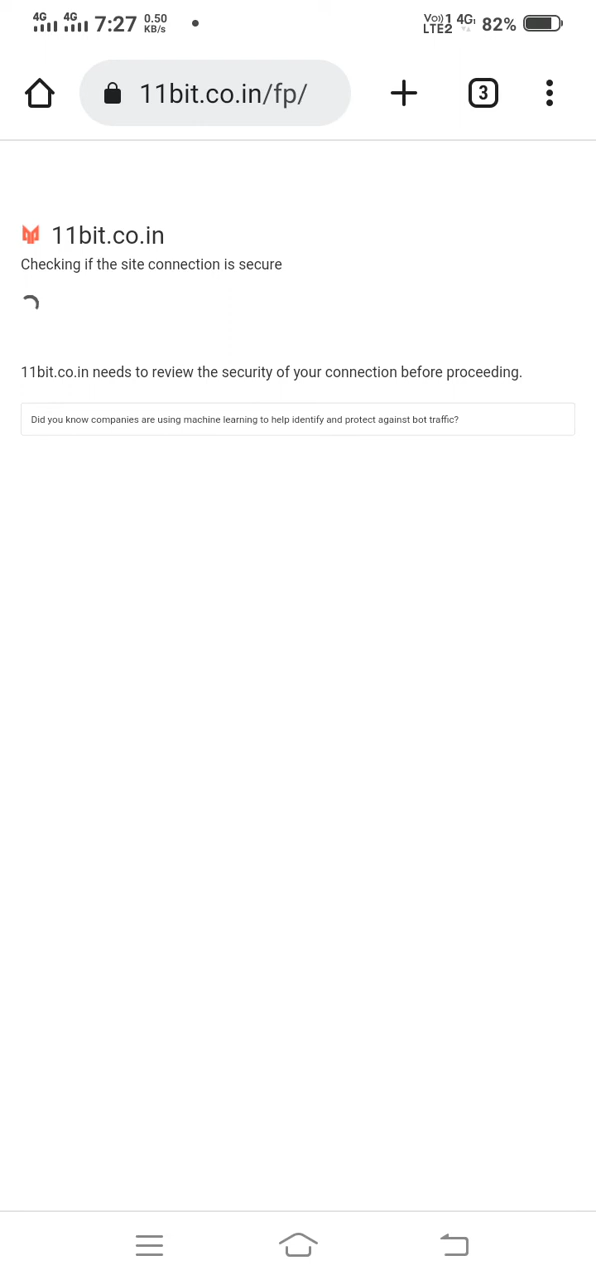 4G 4G 7:27 0.50 KB/s Vo)) 1 4G LTE2 82%
11bit.co.in/fp/ 3
11bit.co.in
Checking if the site connection is secure
11bit.co.in needs to review the security of your connection before proceeding.
Did you know companies are using machine learning to help identify and protect against bot traffic?